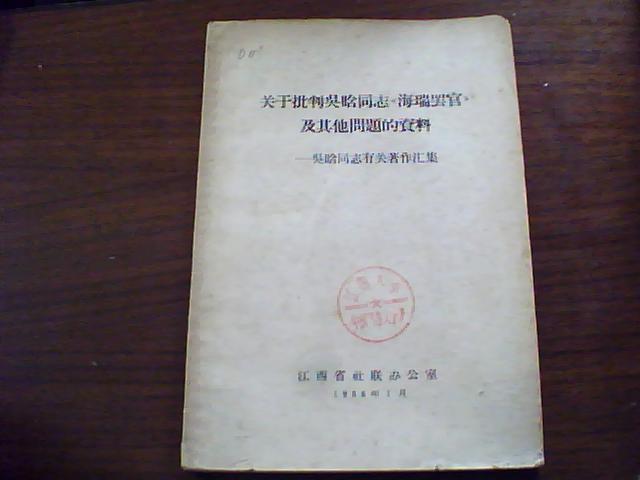 关于批判吳晗同志《海瑞罢官》
及其他問題的資料
——吳晗同志有关著作汇集
江西省社联办公室